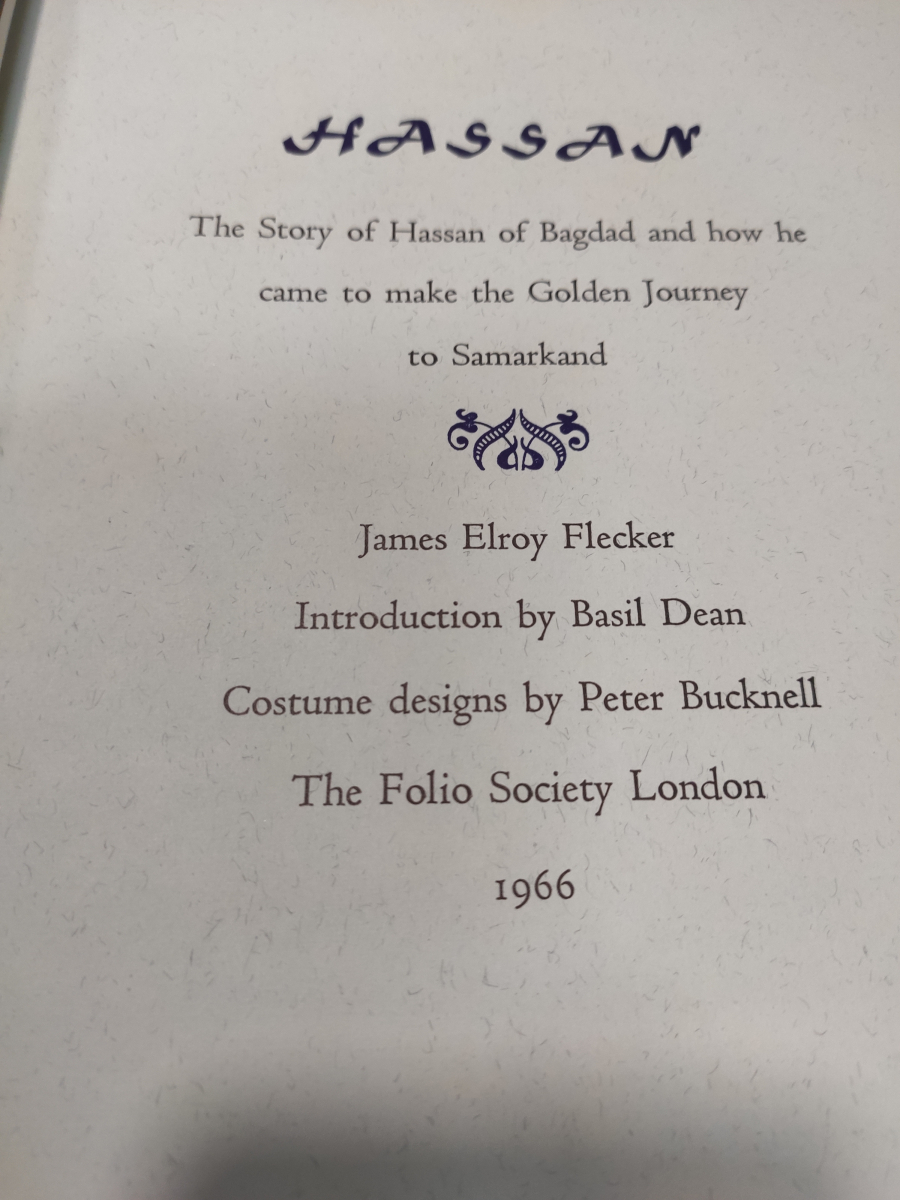 HASSAN
The Story of Hassan of Bagdad and how he
came to make the Golden Journey
to Samarkand
James Elroy Flecker
Introduction by Basil Dean
Costume designs by Peter Bucknell
The Folio Society London
1966